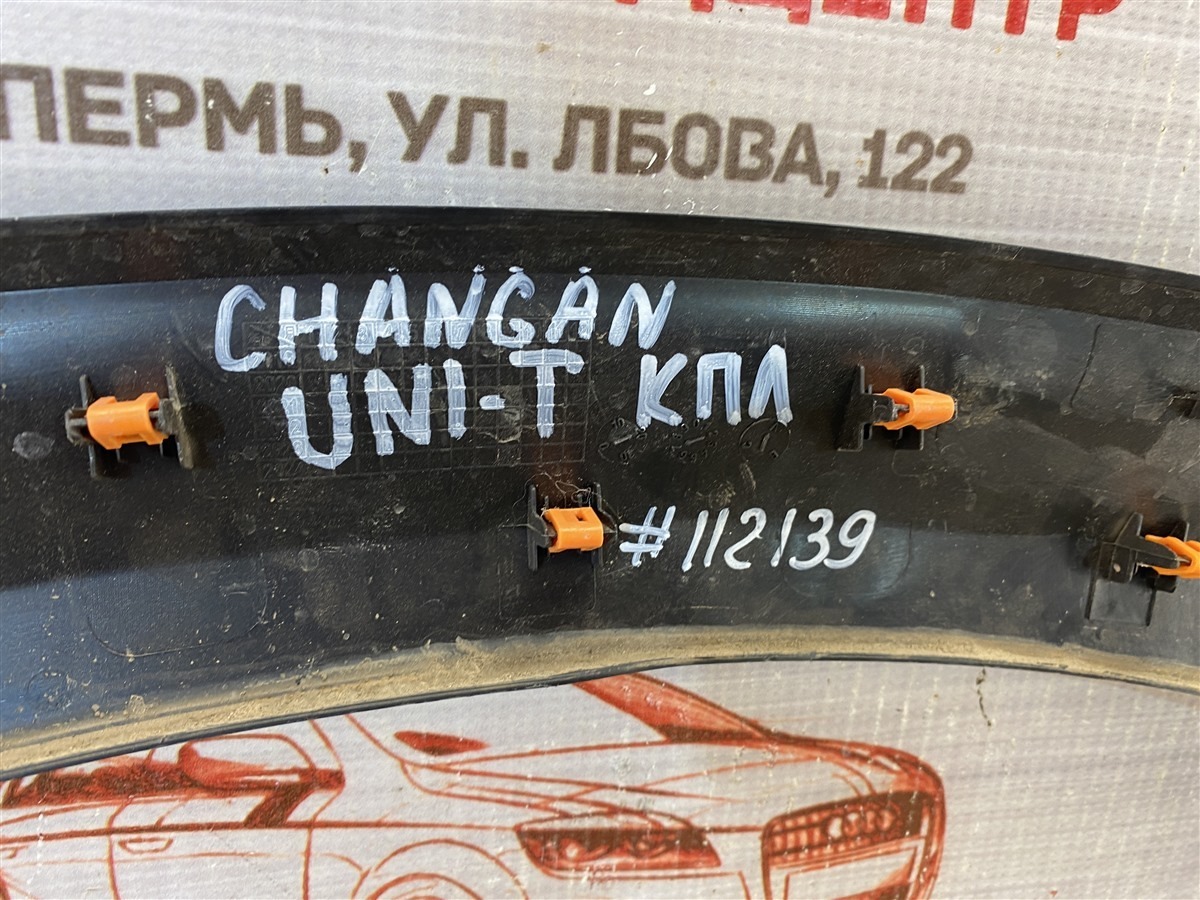 ПЕРМЬ, УЛ. ЛБОВА, 122
CHANGAN
UNI-T КПЛ
#112139